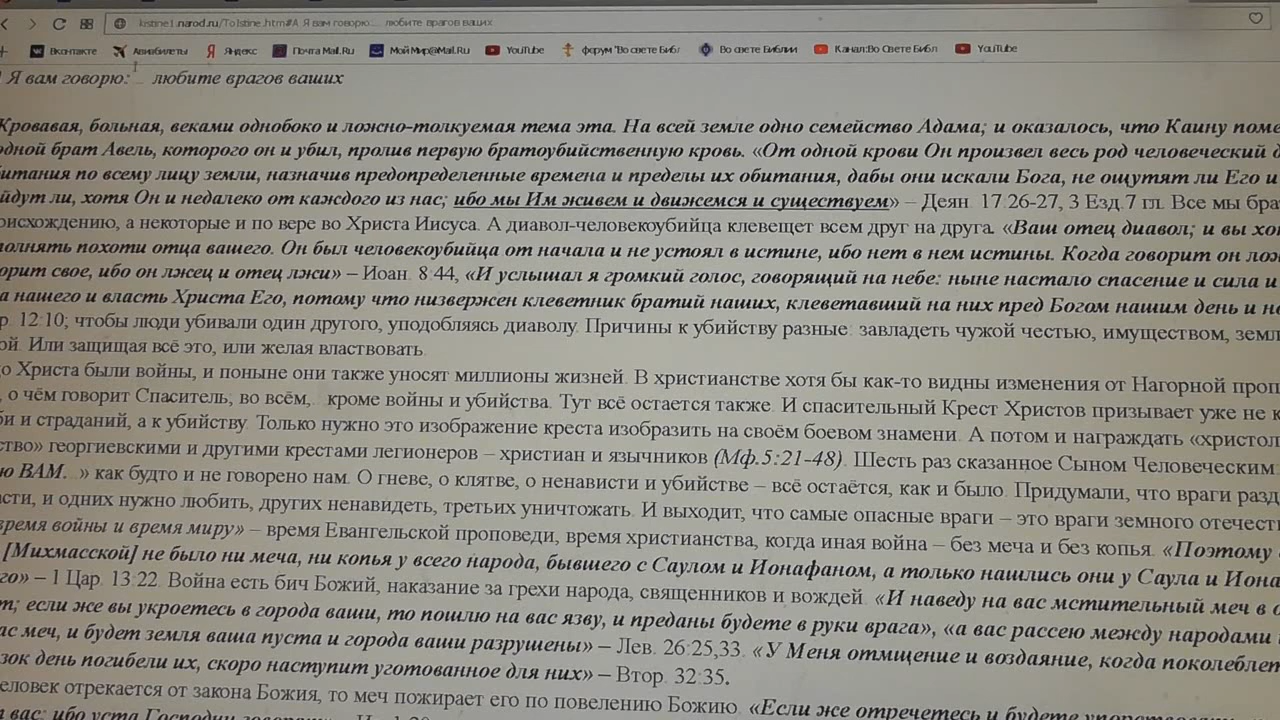 kistine1.narod.ru/To1stine.htm#А Я вам говорю:... любите врагов ваших
Вконтакте Авиабилеты Яндекс Почта Mail.Ru МойМир@Mail.Ru YouTube форум "Во свете Библ Во свете Библии Канал:Во Свете Библ YouTube
Я вам говорю:... любите врагов ваших
Кровавая, больная, веками однобоко и ложно-толкуемая тема эта. На всей земле одно семейство Адама; и оказалось, что Каину поме
одной брат Авель, которого он и убил, пролив первую братоубийственную кровь. «От одной крови Он произвел весь род человеческий д
битания по всему лицу земли, назначив предопределенные времена и пределы их обитания, дабы они искали Бога, не ощутят ли Его и
йдут ли, хотя Он и недалеко от каждого из нас; ибо мы Им живем и движемся и существуем» – Деян. 17:26-27, 3 Езд.7 гл. Все мы бра
оисхождению, а некоторые и по вере во Христа Иисуса. А диавол-человекоубийца клевещет всем друг на друга. «Ваш отец диавол; и вы хо
полнять похоти отца вашего. Он был человекоубийца от начала и не устоял в истине, ибо нет в нем истины. Когда говорит он ло
орит свое, ибо он лжец и отец лжи» – Иоан. 8:44, «И услышал я громкий голос, говорящий на небе: ныне настало спасение и сила и
а нашего и власть Христа Его, потому что низвержен клеветник братий наших, клеветавший на них пред Богом нашим день и но
р. 12:10; чтобы люди убивали один другого, уподобляясь диаволу. Причины к убийству разные: завладеть чужой честью, имуществом, земл
ой. Или защищая всё это, или желая властвовать.
о Христа были войны, и поныне они также уносят миллионы жизней. В христианстве хотя бы как-то видны изменения от Нагорной проп
, о чём говорит Спаситель; во всём,... кроме войны и убийства. Тут всё остается также. И спасительный Крест Христов призывает уже не к
би и страданий, а к убийству. Только нужно это изображение креста изобразить на своём боевом знамени. А потом и награждать «христол
ство» георгиевскими и другими крестами легионеров – христиан и язычников (Мф.5:21-48). Шесть раз сказанное Сыном Человеческим
ю ВАМ...» как будто и не говорено нам. О гневе, о клятве, о ненависти и убийстве – всё остаётся, как и было. Придумали, что враги разд
асти, и одних нужно любить, других ненавидеть, третьих уничтожать. И выходит, что самые опасные враги – это враги земного отечест
время войны и время миру» – время Евангельской проповеди, время христианства, когда иная война – без меча и без копья. «Поэтому
[Михмасской] не было ни меча, ни копья у всего народа, бывшего с Саулом и Ионафаном, а только нашлись они у Саула и Иона
го» – 1 Цар. 13:22. Война есть бич Божий, наказание за грехи народа, священников и вождей. «И наведу на вас мстительный меч в о
т; если же вы укроетесь в города ваши, то пошлю на вас язву, и преданы будете в руки врага», «а вас рассею между народами
ас меч, и будет земля ваша пуста и города ваши разрушены» – Лев. 26:25,33. «У Меня отмщение и воздаяние, когда поколеблет
зок день погибели их, скоро наступит уготованное для них» – Втор. 32:35.
еловек отрекается от закона Божия, то меч пожирает его по повелению Божию. «Если же отречетесь и будете
вас: ибо уста Господни